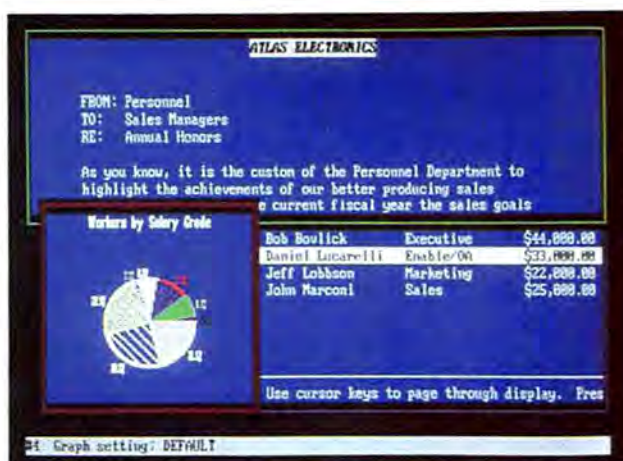 ATLAS ELECTRONICS
FROM: Personnel
TO: Sales Managers
RE: Annual Honors
As you know, it is the custom of the Personnel Department to
highlight the achievements of our better producing sales
e current fiscal year the sales goals
Workers by Salary Grade
Bob Bovlick Executive $44,000.00
Daniel Lucarelli Enable/OA $33,000.00
Jeff Lobbson Marketing $22,000.00
John Marconi Sales $25,000.00
Use cursor keys to page through display. Pres
#4 Graph setting: DEFAULT